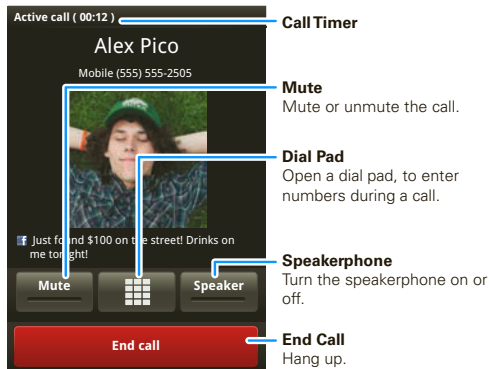 Active call ( 00:12 )
Alex Pico
Mobile (555) 555-2505
f Just found $100 on the street! Drinks on
me tonight!
Mute
Speaker
End call
Call Timer
Mute
Mute or unmute the call.
Dial Pad
Open a dial pad, to enter
numbers during a call.
Speakerphone
Turn the speakerphone on or
off.
End Call
Hang up.